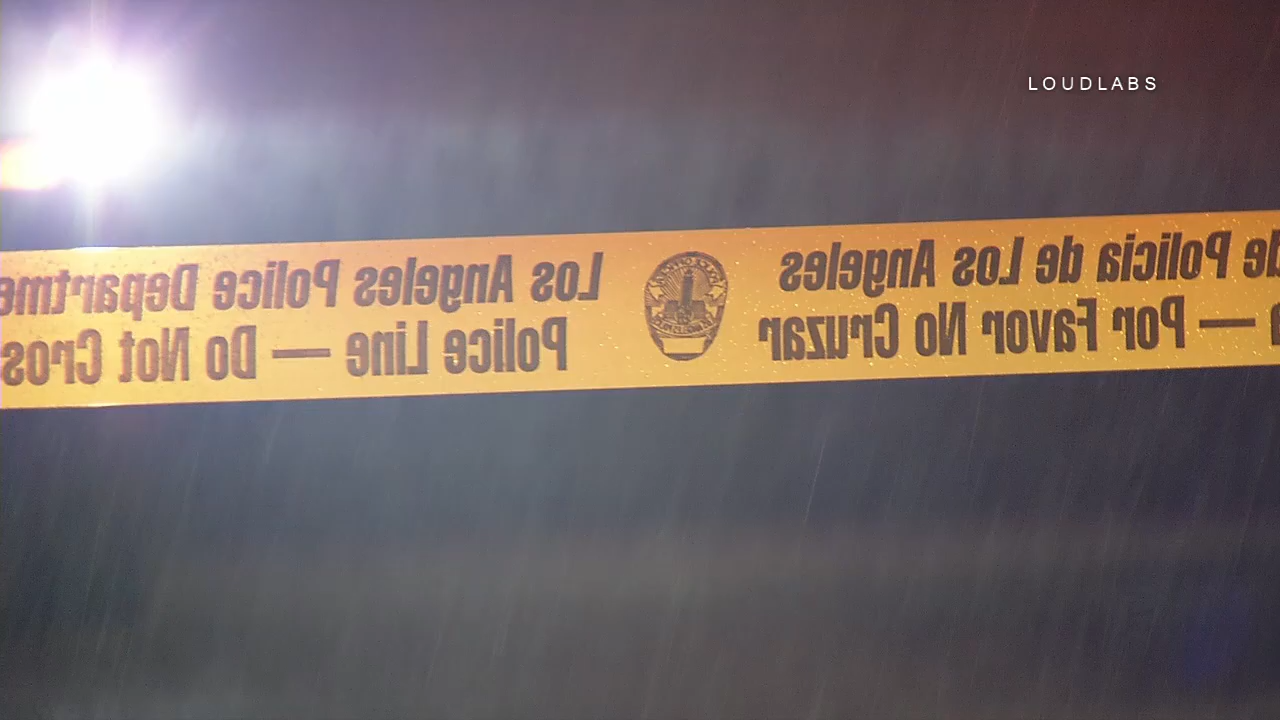 LOUDLABS
Los Angeles Police Departme
Police Line — Do Not Cros
de Policia de Los Angeles
— Por Favor No Cruzar